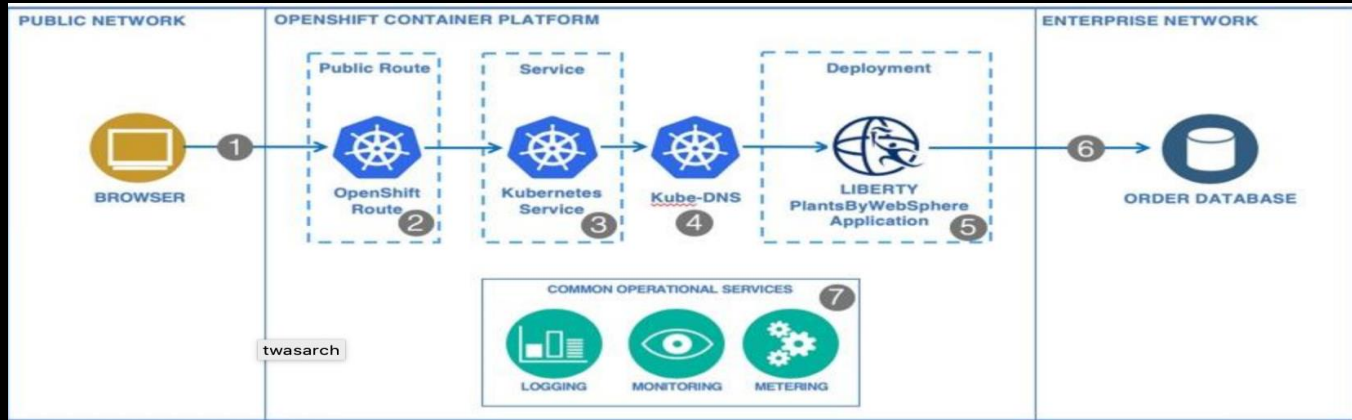 PUBLIC NETWORK
OPENSHIFT CONTAINER PLATFORM
ENTERPRISE NETWORK
Public Route
Service
Deployment
1
6
BROWSER
OpenShift
Route
2
Kubernetes
Service
3
Kube-DNS
4
LIBERTY
PlantsByWebSphere
Application
5
ORDER DATABASE
COMMON OPERATIONAL SERVICES
7
LOGGING
MONITORING
METERING
twasarch